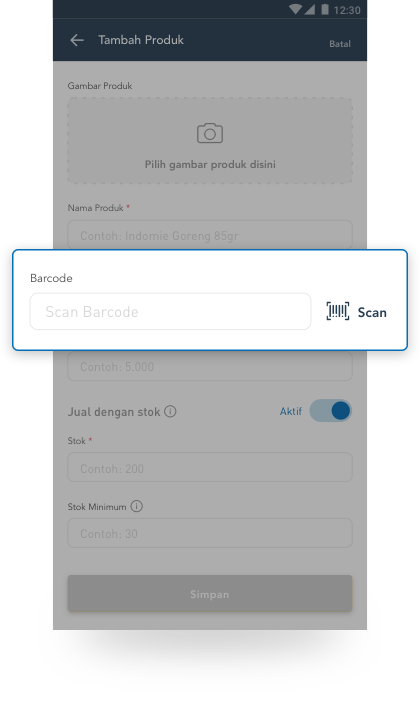 12:30
Tambah Produk
Batal
Gambar Produk
Pilih gambar produk disini
Nama Produk *
Contoh: Indomie Goreng 85gr
Barcode
Scan Barcode
Scan
Contoh: 5.000
Jual dengan stok
Aktif
Stok *
Contoh: 200
Stok Minimum
Contoh: 30
Simpan